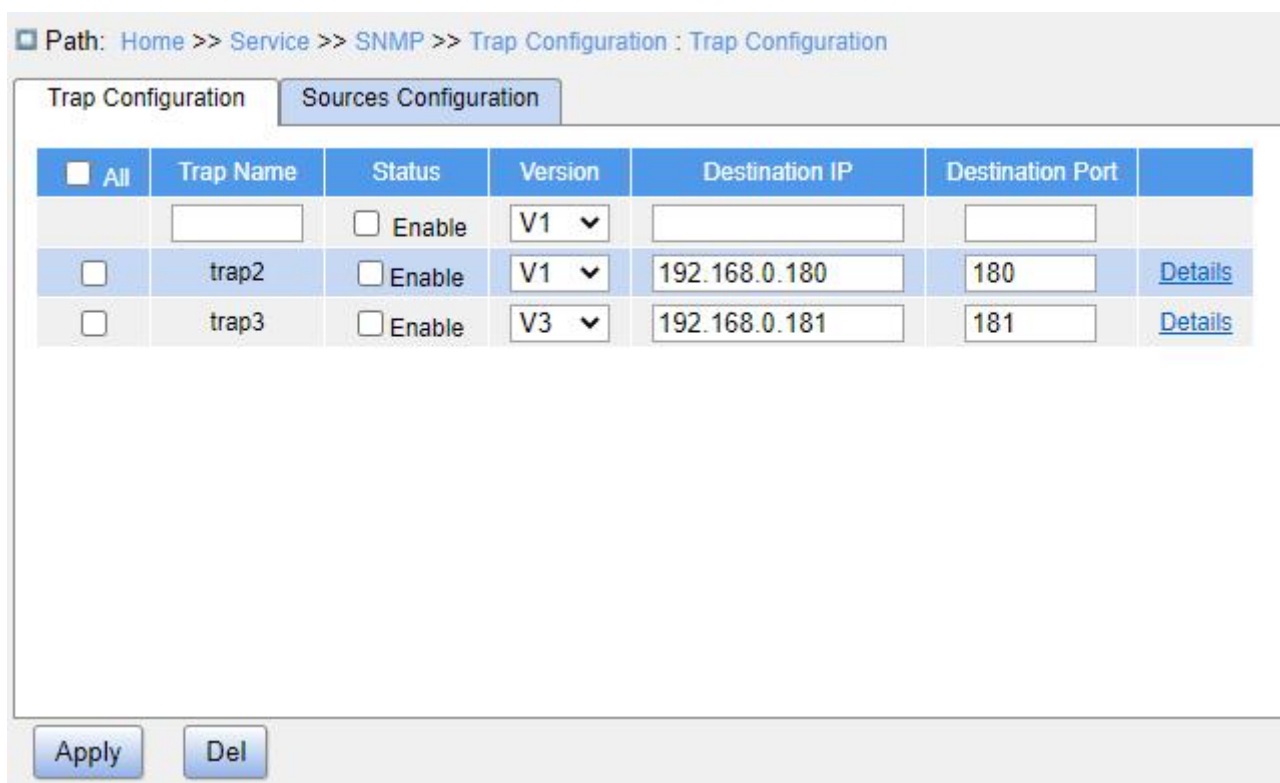 Path: Home >> Service >> SNMP >> Trap Configuration : Trap Configuration
Trap Configuration Sources Configuration
All Trap Name Status Version Destination IP Destination Port
Enable V1
trap2 Enable V1 192.168.0.180 180 Details
trap3 Enable V3 192.168.0.181 181 Details
Apply Del